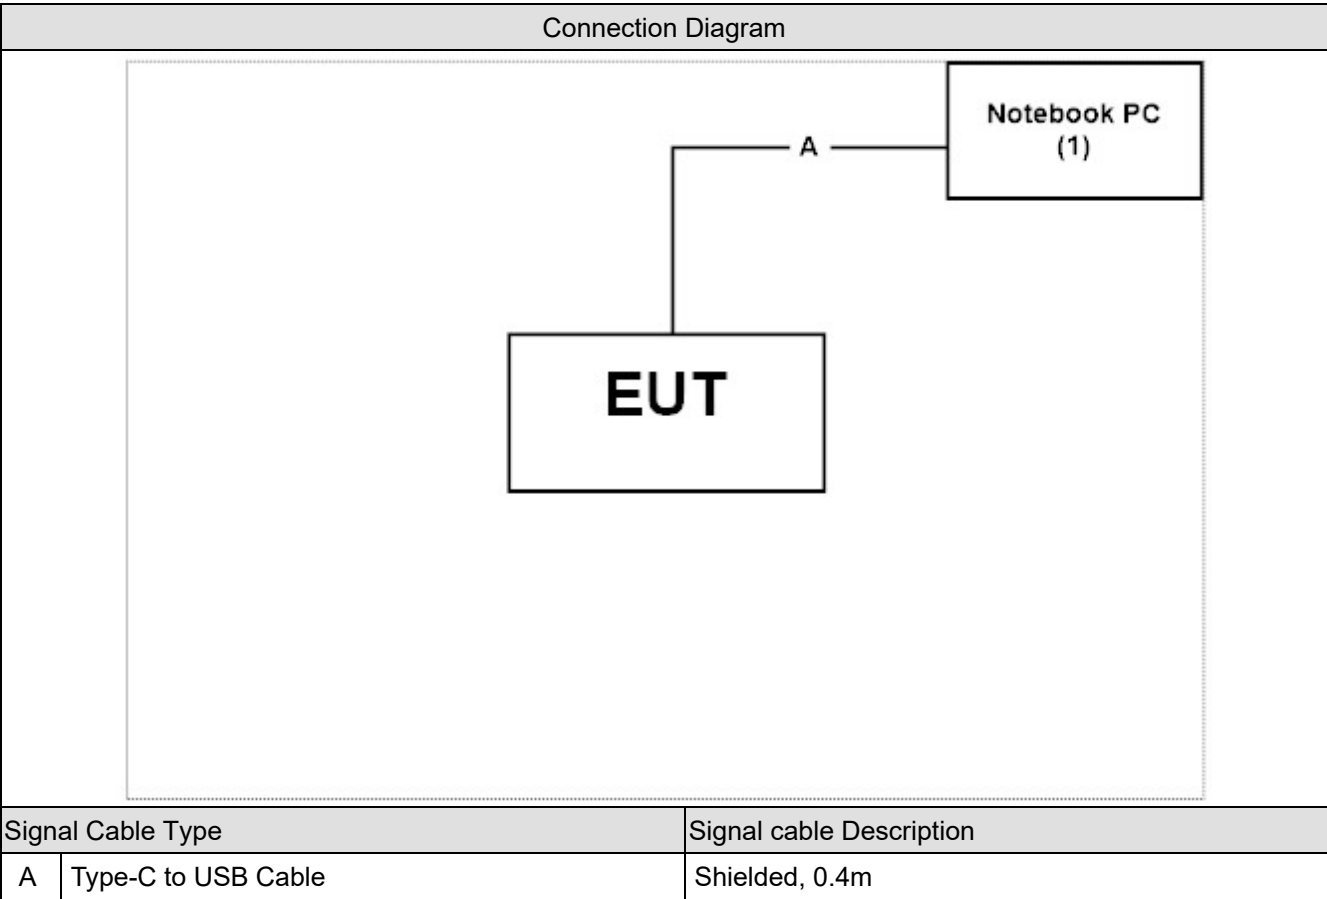 Connection Diagram
Notebook PC
(1)
A
EUT
Signal Cable Type Signal cable Description
A Type-C to USB Cable Shielded, 0.4m